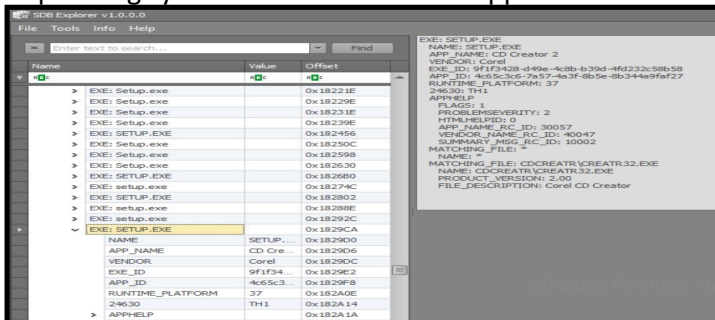 SDB Explorer v1.0.0.0
File Tools Info Help
Enter text to search... Find
Name Value Offset
EXE: Setup.exe 0x18221E
EXE: Setup.exe 0x18229E
EXE: Setup.exe 0x18231E
EXE: Setup.exe 0x18239E
EXE: SETUP.EXE 0x182456
EXE: Setup.exe 0x18250C
EXE: Setup.exe 0x182598
EXE: Setup.exe 0x182630
EXE: SETUP.EXE 0x1826B0
EXE: setup.exe 0x18274C
EXE: SETUP.EXE 0x182802
EXE: setup.exe 0x18288E
EXE: setup.exe 0x18292C
EXE: SETUP.EXE 0x1829CA
NAME SETUP.... 0x1829D0
APP_NAME CD Cre... 0x1829D6
VENDOR Corel 0x1829DC
EXE_ID 9f1f34... 0x1829E2
APP_ID 4c65c3... 0x1829F8
RUNTIME_PLATFORM 37 0x182A0E
24630 TH1 0x182A14
APPHELP 0x182A1A
EXE: SETUP.EXE
NAME: SETUP.EXE
APP_NAME: CD Creator 2
VENDOR: Corel
EXE_ID: 9f1f3428-d49e-4c8b-b39d-4fd232c58b58
APP_ID: 4c65c3c6-7a57-4a3f-8b5e-8b344a9faf27
RUNTIME_PLATFORM: 37
24630: TH1
APPHELP
FLAGS: 1
PROBLEMSEVERITY: 2
HTMLHELPID: 0
APP_NAME_RC_ID: 30057
VENDOR_NAME_RC_ID: 40047
SUMMARY_MSG_RC_ID: 10002
MATCHING_FILE: *
NAME: *
MATCHING_FILE: CDCREATR\CREATR32.EXE
NAME: CDCREATR\CREATR32.EXE
PRODUCT_VERSION: 2.00
FILE_DESCRIPTION: Corel CD Creator
Windows Forensics